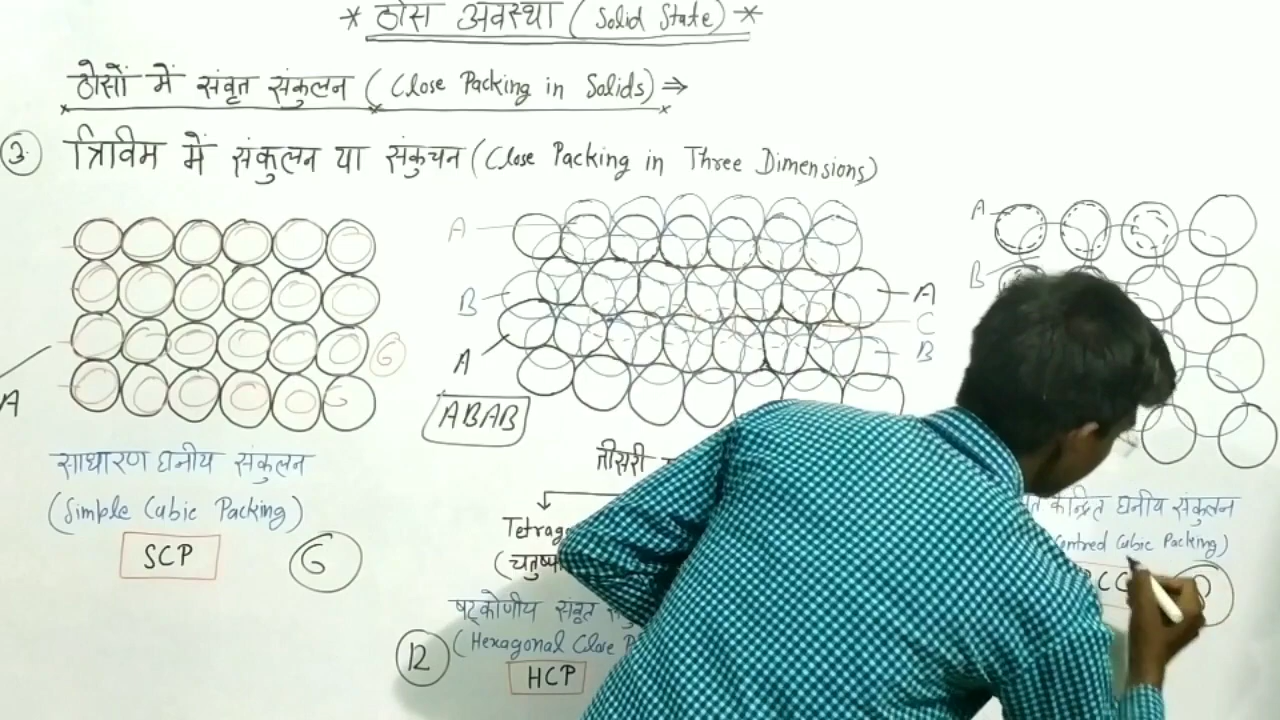 * ठोस अवस्था (Solid State) *
ठोसों में संवृत संकुलन (Close Packing in Solids) ⇒
3. त्रिविम में संकुलन या संकुचन (Close Packing in Three Dimensions)
A
B
A
A
C
B
A
B
A
6
ABAB
साधारण घनीय संकुलन
(Simple Cubic Packing)
SCP
6
तीसरी
(चतुष्फ
षट्कोणीय संवृत
(Hexagonal Close P
12
HCP
केन्द्रित घनीय संकुलन
Centred Cubic Packing)